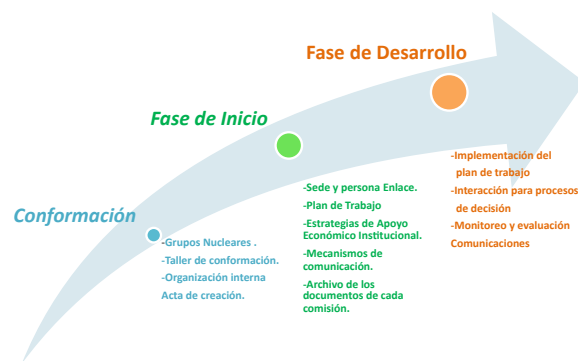 Conformación
-Grupos Nucleares .
-Taller de conformación.
-Organización interna
Acta de creación.
Fase de Inicio
-Sede y persona Enlace.
-Plan de Trabajo
-Estrategias de Apoyo
Económico Institucional.
-Mecanismos de
comunicación.
-Archivo de los
documentos de cada
comisión.
Fase de Desarrollo
-Implementación del
plan de trabajo
-Interacción para procesos
de decisión
-Monitoreo y evaluación
Comunicaciones